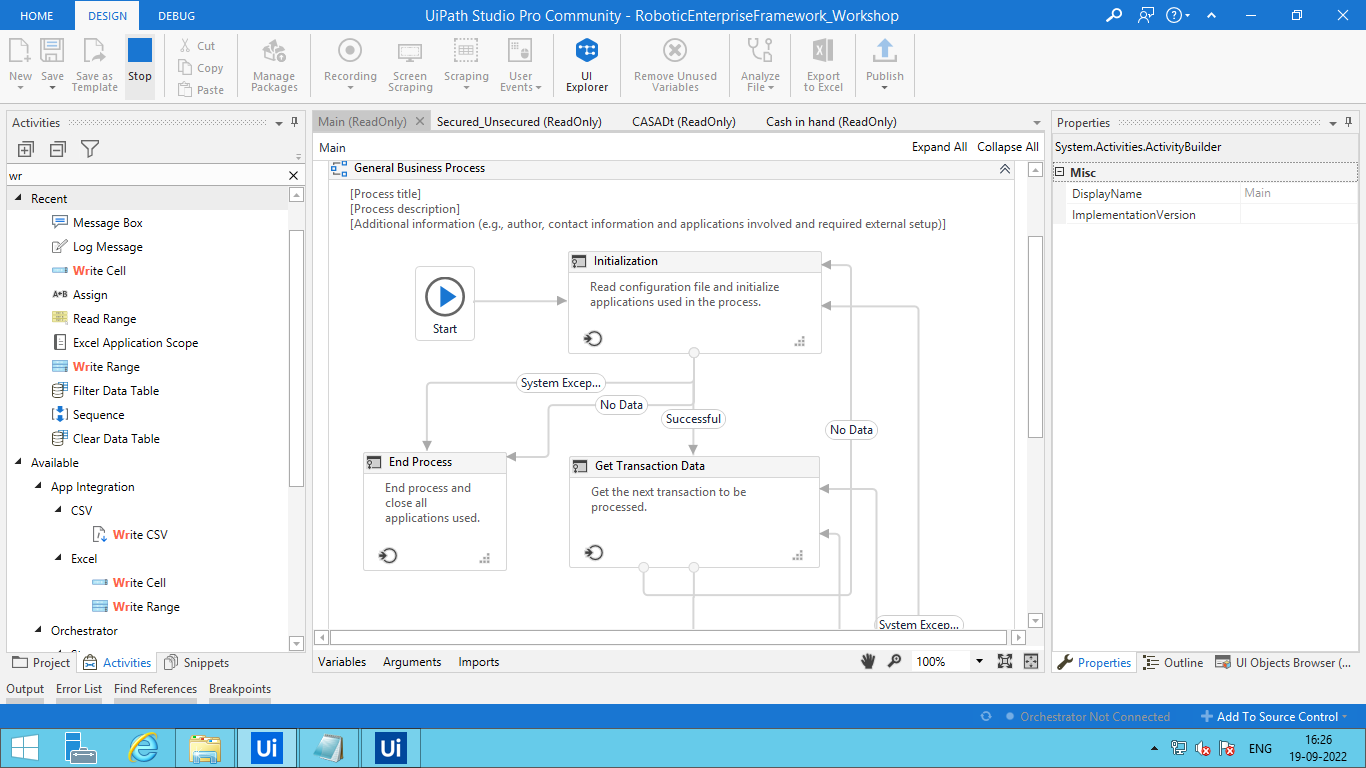 HOME DESIGN DEBUG UiPath Studio Pro Community - RoboticEnterpriseFramework_Workshop
New
Save
Save as Template
Stop
Cut
Copy
Paste
Manage Packages
Recording
Screen Scraping
Scraping
User Events
UI Explorer
Remove Unused Variables
Analyze File
Export to Excel
Publish
Activities
wr
Recent
Message Box
Log Message
Write Cell
Assign
Read Range
Excel Application Scope
Write Range
Filter Data Table
Sequence
Clear Data Table
Available
App Integration
CSV
Write CSV
Excel
Write Cell
Write Range
Orchestrator
Project Activities Snippets
Main (ReadOnly) Secured_Unsecured (ReadOnly) CASADt (ReadOnly) Cash in hand (ReadOnly)
Main Expand All Collapse All
General Business Process
[Process title]
[Process description]
[Additional information (e.g., author, contact information and applications involved and required external setup)]
Start
Initialization
Read configuration file and initialize
applications used in the process.
System Excep...
No Data
Successful
No Data
End Process
End process and
close all
applications used.
Get Transaction Data
Get the next transaction to be
processed.
System Excep...
Variables Arguments Imports 100%
Properties
System.Activities.ActivityBuilder
Misc
DisplayName Main
ImplementationVersion
Properties Outline UI Objects Browser (...
Output Error List Find References Breakpoints
Orchestrator Not Connected Add To Source Control
Ui Ui
ENG
16:26
19-09-2022